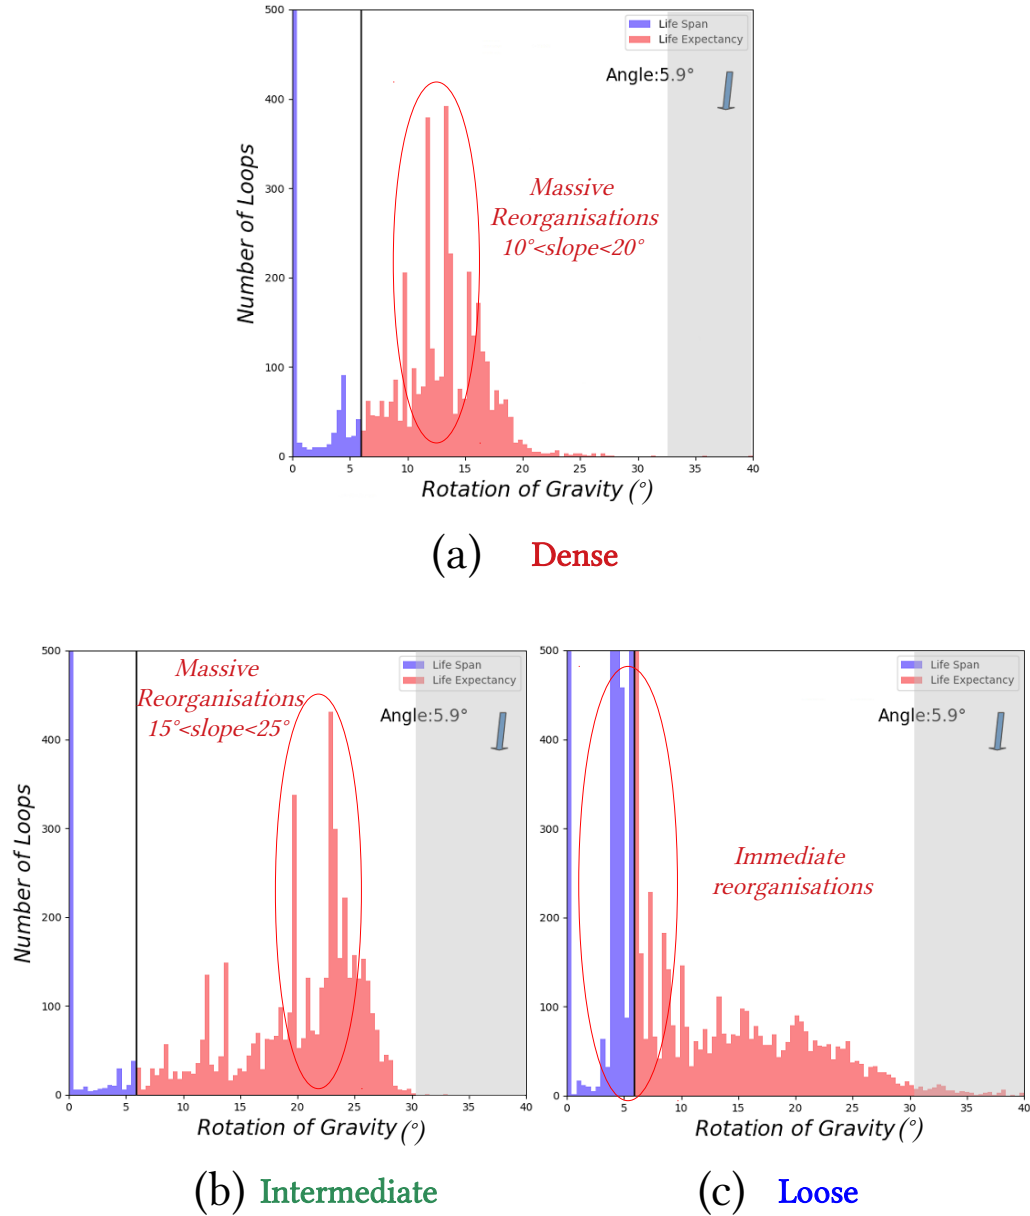 500
400
300
200
100
0
Number of Loops
Life Span
Life Expectancy
Angle:5.9°
Massive
Reorganisations
10°<slope<20°
0 5 10 15 20 25 30 35 40
Rotation of Gravity (°)
(a) Dense
500
400
300
200
100
0
Number of Loops
Massive
Reorganisations
15°<slope<25°
Life Span
Life Expectancy
Angle:5.9°
0 5 10 15 20 25 30 35 40
Rotation of Gravity (°)
(b) Intermediate
500
400
300
200
100
0
Life Span
Life Expectancy
Angle:5.9°
Immediate
reorganisations
0 5 10 15 20 25 30 35 40
Rotation of Gravity (°)
(c) Loose